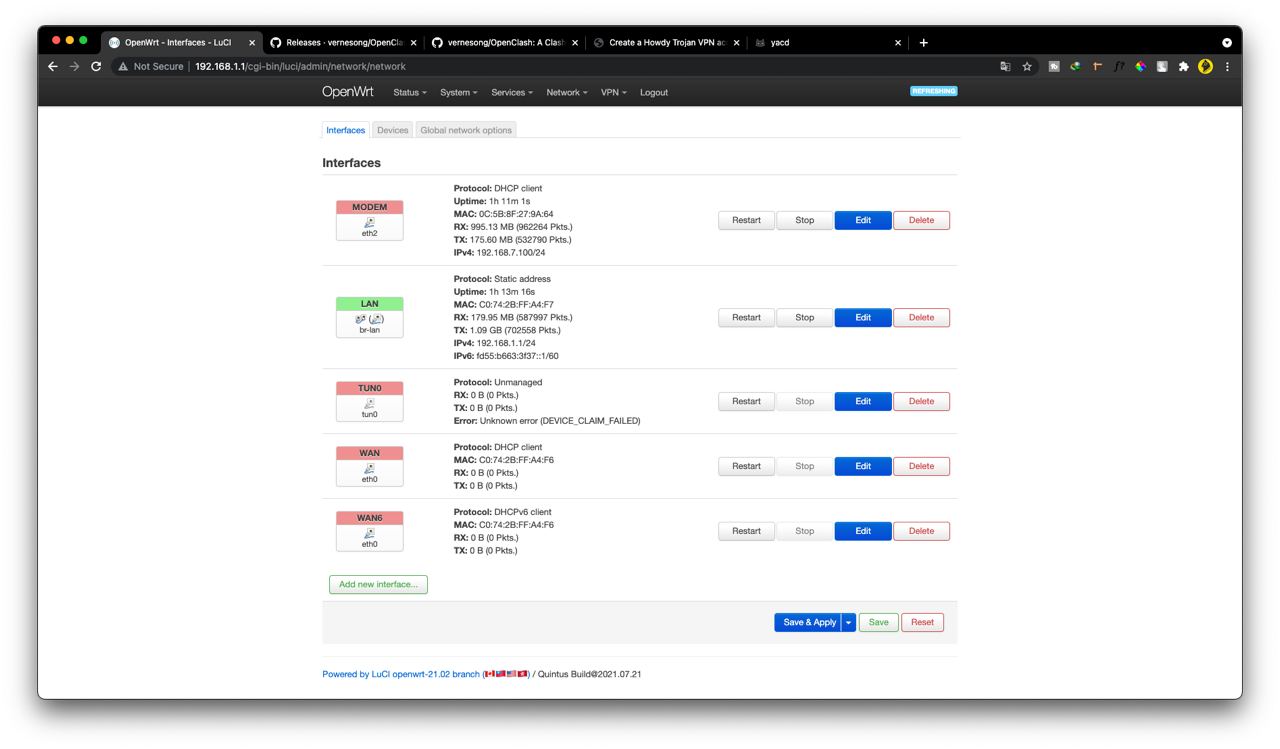 OpenWrt - Interfaces - LuCI
Releases · vernesong/OpenCla
vernesong/OpenClash: A Clash
Create a Howdy Trojan VPN ac
yacd
Not Secure | 192.168.1.1/cgi-bin/luci/admin/network/network
OpenWrt Status System Services Network VPN Logout REFRESHING
Interfaces Devices Global network options
Interfaces
MODEM
eth2
Protocol: DHCP client
Uptime: 1h 11m 1s
MAC: 0C:5B:8F:27:9A:64
RX: 995.13 MB (962264 Pkts.)
TX: 175.60 MB (532790 Pkts.)
IPv4: 192.168.7.100/24
Restart Stop Edit Delete
LAN
br-lan
Protocol: Static address
Uptime: 1h 13m 16s
MAC: C0:74:2B:FF:A4:F7
RX: 179.95 MB (587997 Pkts.)
TX: 1.09 GB (702558 Pkts.)
IPv4: 192.168.1.1/24
IPv6: fd55:b663:3f37::1/60
Restart Stop Edit Delete
TUN0
tun0
Protocol: Unmanaged
RX: 0 B (0 Pkts.)
TX: 0 B (0 Pkts.)
Error: Unknown error (DEVICE_CLAIM_FAILED)
Restart Stop Edit Delete
WAN
eth0
Protocol: DHCP client
MAC: C0:74:2B:FF:A4:F6
RX: 0 B (0 Pkts.)
TX: 0 B (0 Pkts.)
Restart Stop Edit Delete
WAN6
eth0
Protocol: DHCPv6 client
MAC: C0:74:2B:FF:A4:F6
RX: 0 B (0 Pkts.)
TX: 0 B (0 Pkts.)
Restart Stop Edit Delete
Add new interface...
Save & Apply Save Reset
Powered by LuCI openwrt-21.02 branch (🇨🇦🇹🇼🇺🇸🇭🇰) / Quintus Build@2021.07.21